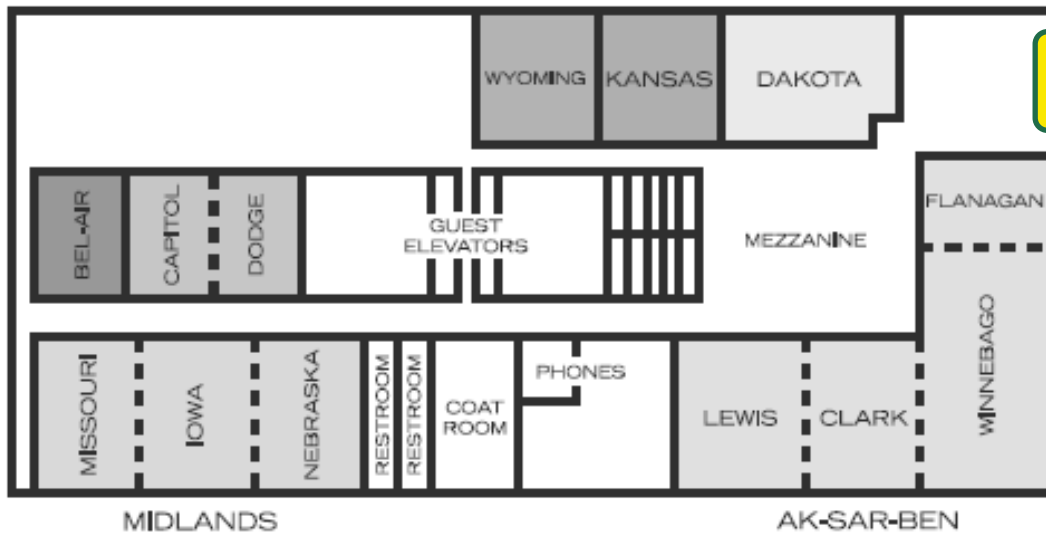 WYOMING
KANSAS
DAKOTA
BEL-AIR
CAPITOL
DODGE
GUEST
ELEVATORS
MEZZANINE
FLANAGAN
WINNEBAGO
MISSOURI
IOWA
NEBRASKA
RESTROOM
RESTROOM
COAT
ROOM
PHONES
LEWIS
CLARK
MIDLANDS
AK-SAR-BEN